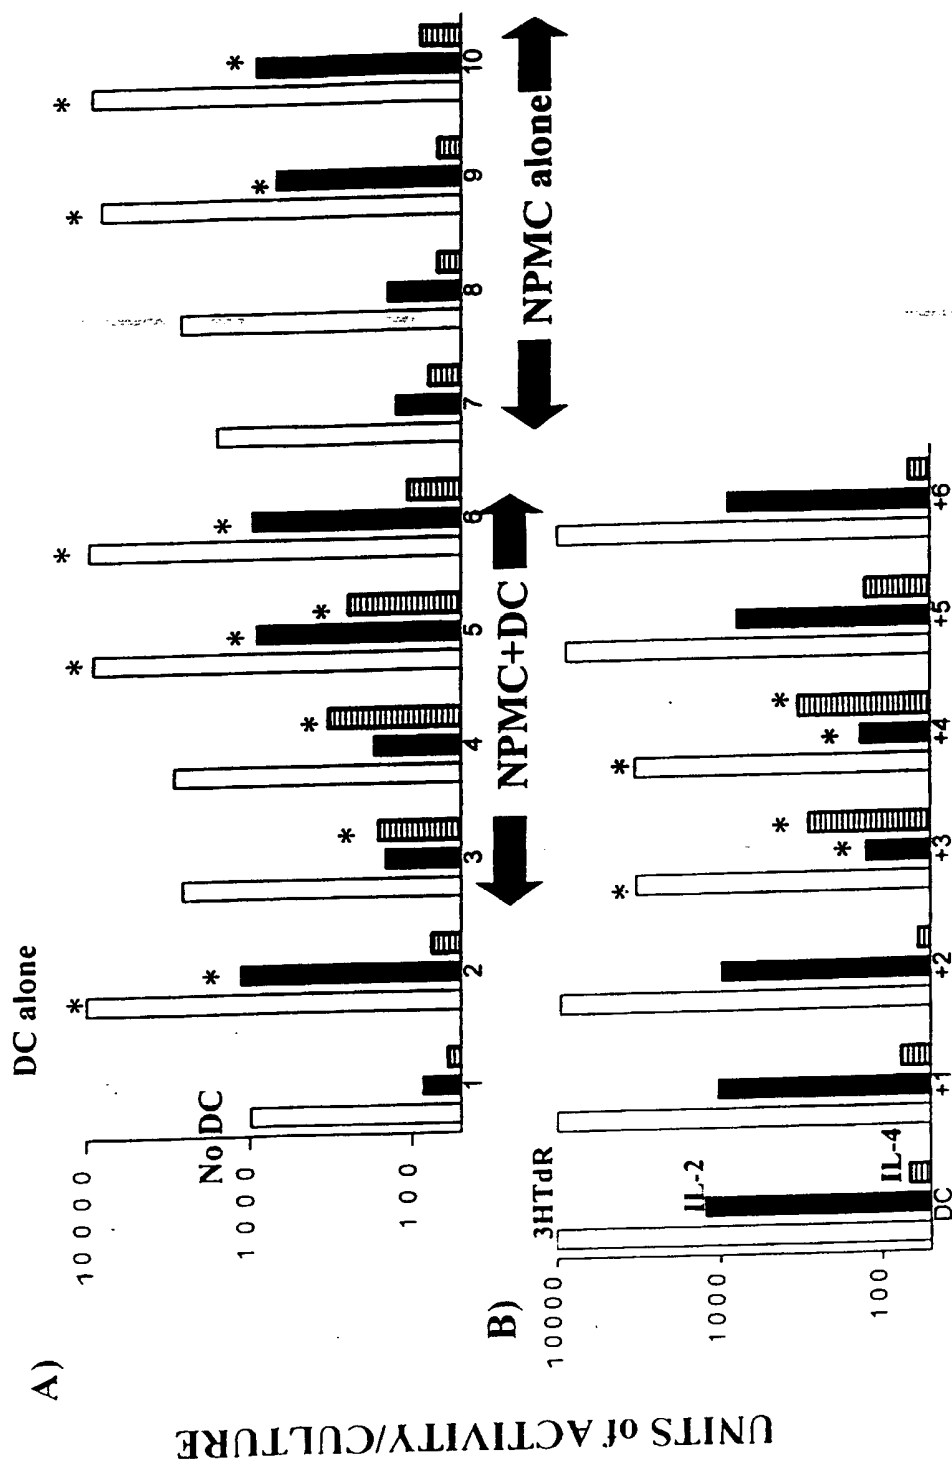 UNITS of ACTIVITY/CULTURE
A)
10000
1000
100
No DC
DC alone
* * * * * * * * * * * * * *
1 2 3 4 5 6 7 8 9 10
NPMC+DC
NPMC alone
B)
10000
1000
100
3HTdR
IL-2
IL-4
* * * * * *
DC +1 +2 +3 +4 +5 +6